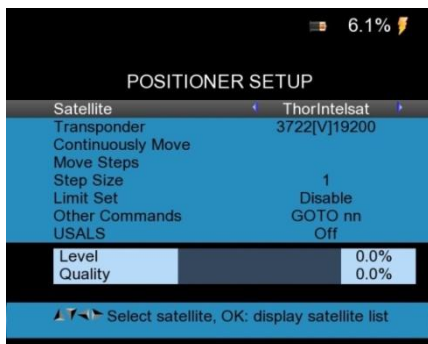 6.1%
POSITIONER SETUP
Satellite ThorIntelsat
Transponder 3722[V]19200
Continuously Move
Move Steps
Step Size 1
Limit Set Disable
Other Commands GOTO nn
USALS Off
Level 0.0%
Quality 0.0%
Select satellite, OK: display satellite list